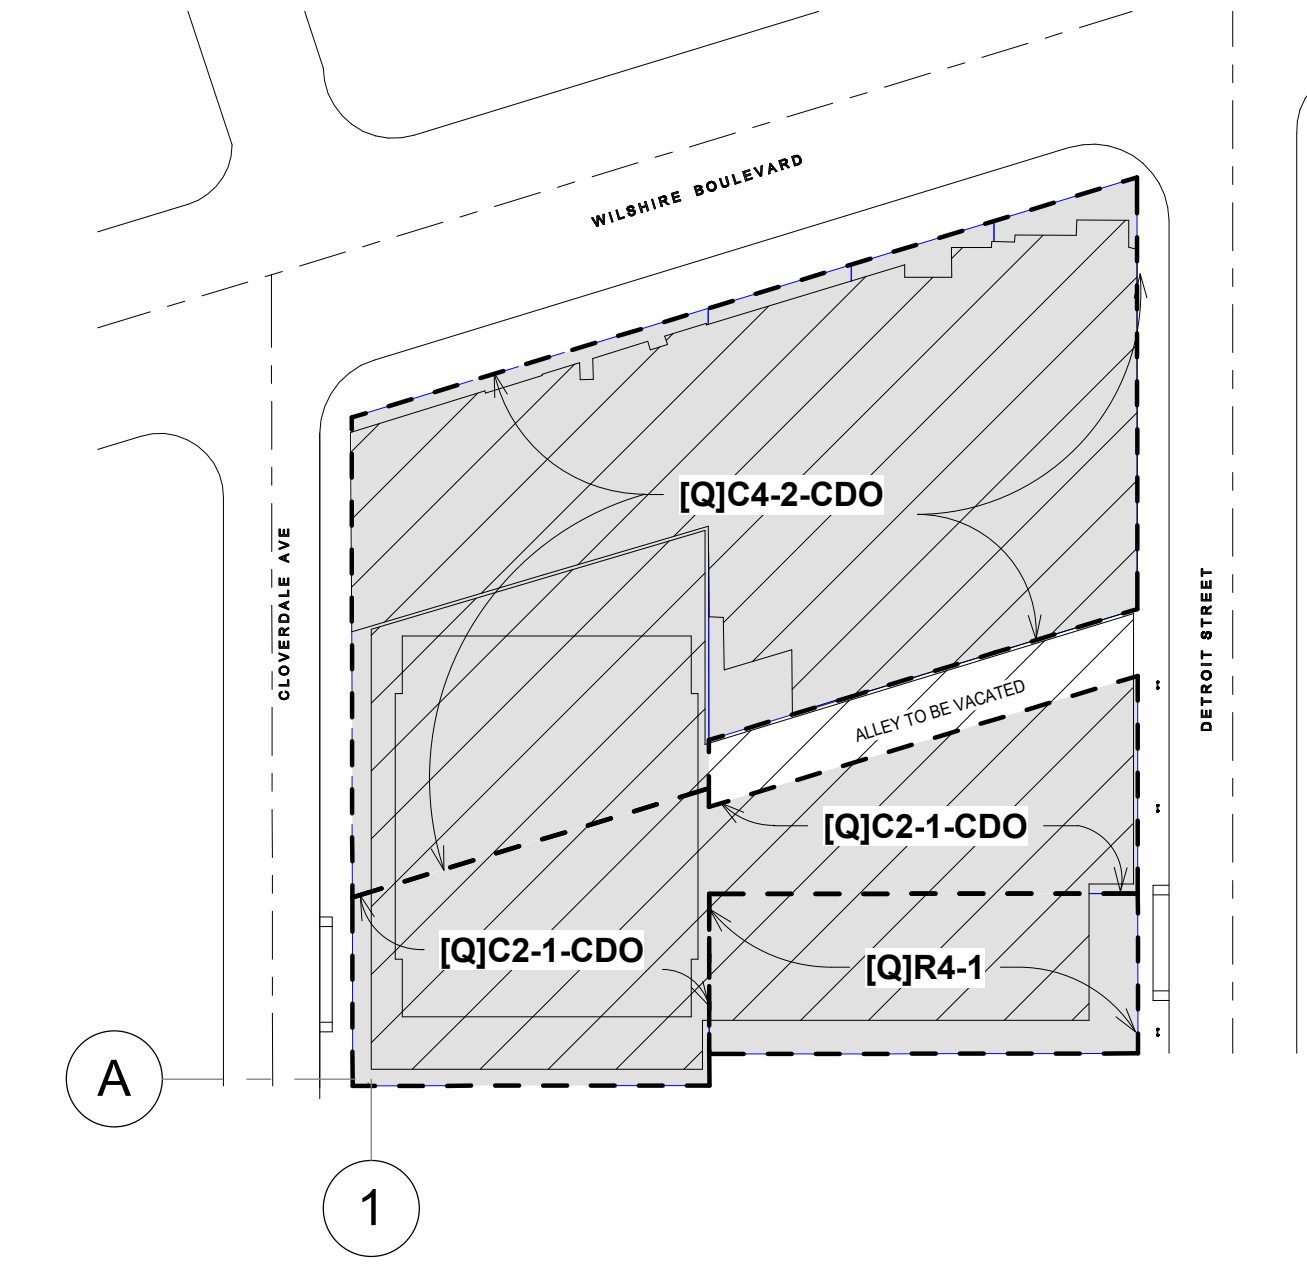 WILSHIRE BOULEVARD
[Q]C4-2-CDO
CLOVERDALE AVE
DETROIT STREET
ALLEY TO BE VACATED
[Q]C2-1-CDO
[Q]C2-1-CDO
[Q]R4-1
A
1